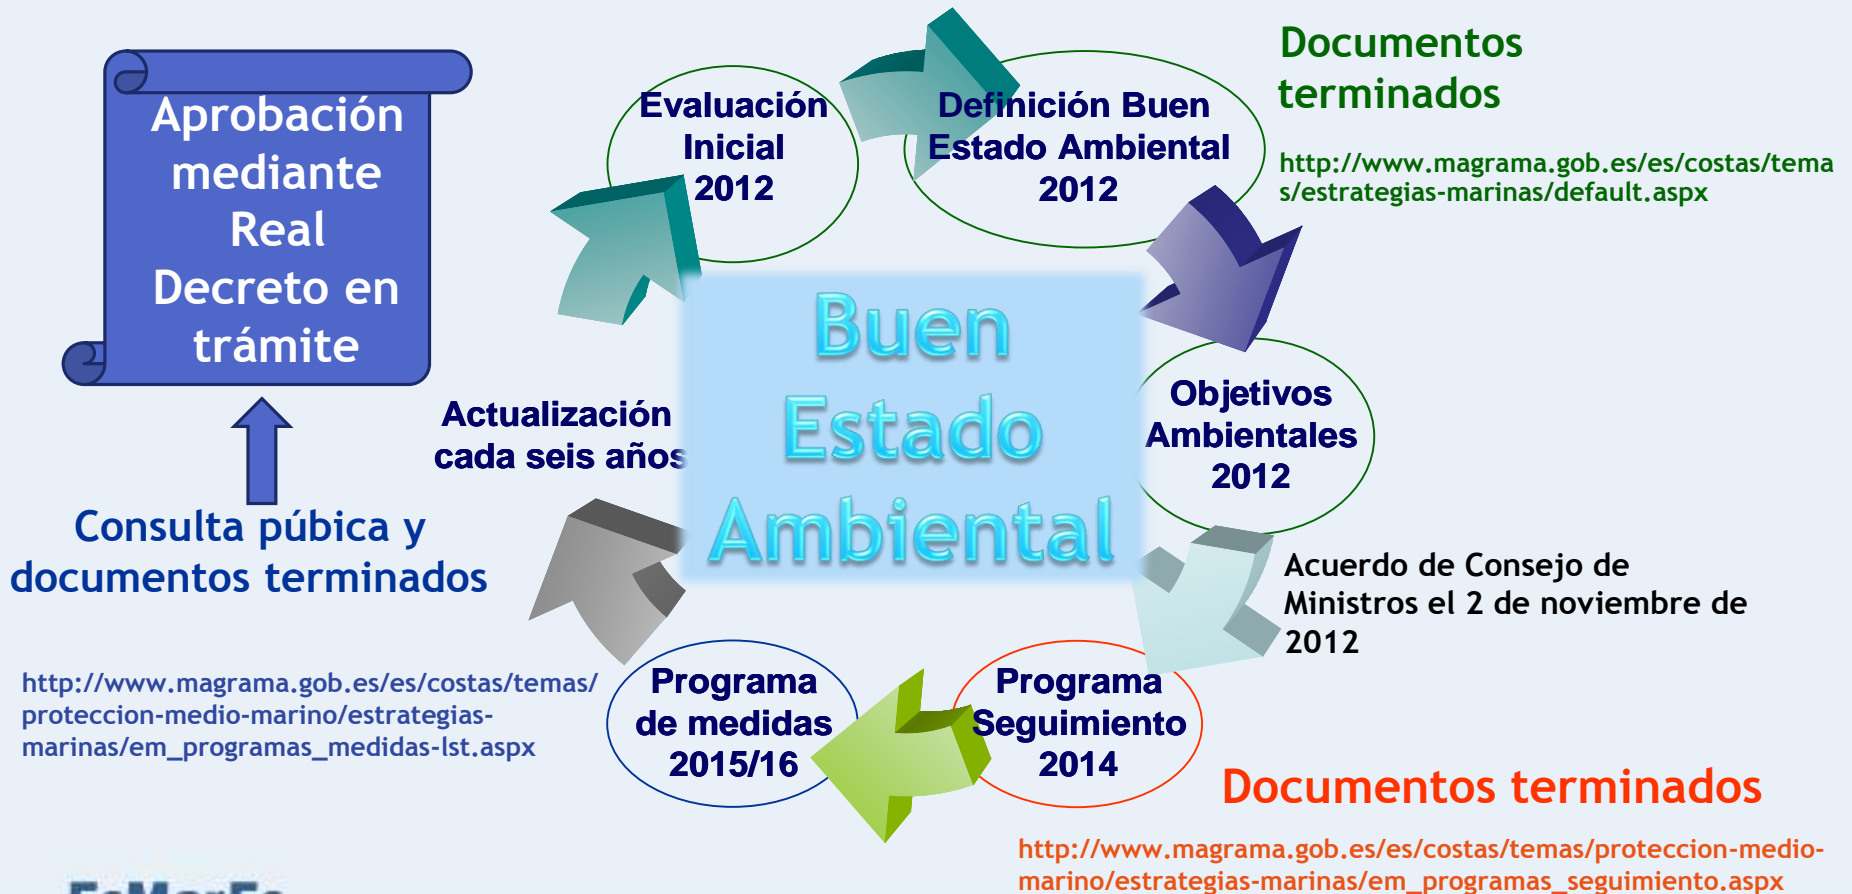 Aprobación
mediante
Real
Decreto en
trámite
Evaluación
Inicial
2012
Definición Buen
Estado Ambiental
2012
Documentos
terminados
http://www.magrama.gob.es/es/costas/tema
s/estrategias-marinas/default.aspx
Buen
Estado
Ambiental
Objetivos
Ambientales
2012
Actualización
cada seis años
Consulta púbica y
documentos terminados
Acuerdo de Consejo de
Ministros el 2 de noviembre de
2012
http://www.magrama.gob.es/es/costas/temas/
proteccion-medio-marino/estrategias-
marinas/em_programas_medidas-lst.aspx
Programa
de medidas
2015/16
Programa
Seguimiento
2014
Documentos terminados
http://www.magrama.gob.es/es/costas/temas/proteccion-medio-
marino/estrategias-marinas/em_programas_seguimiento.aspx